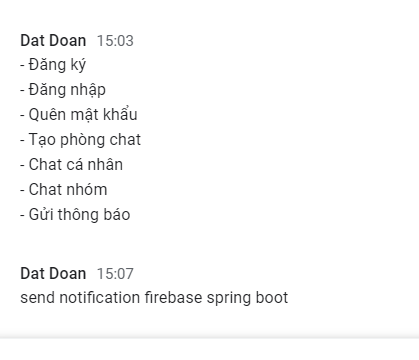 Dat Doan 15:03
- Đăng ký
- Đăng nhập
- Quên mật khẩu
- Tạo phòng chat
- Chat cá nhân
- Chat nhóm
- Gửi thông báo
Dat Doan 15:07
send notification firebase spring boot